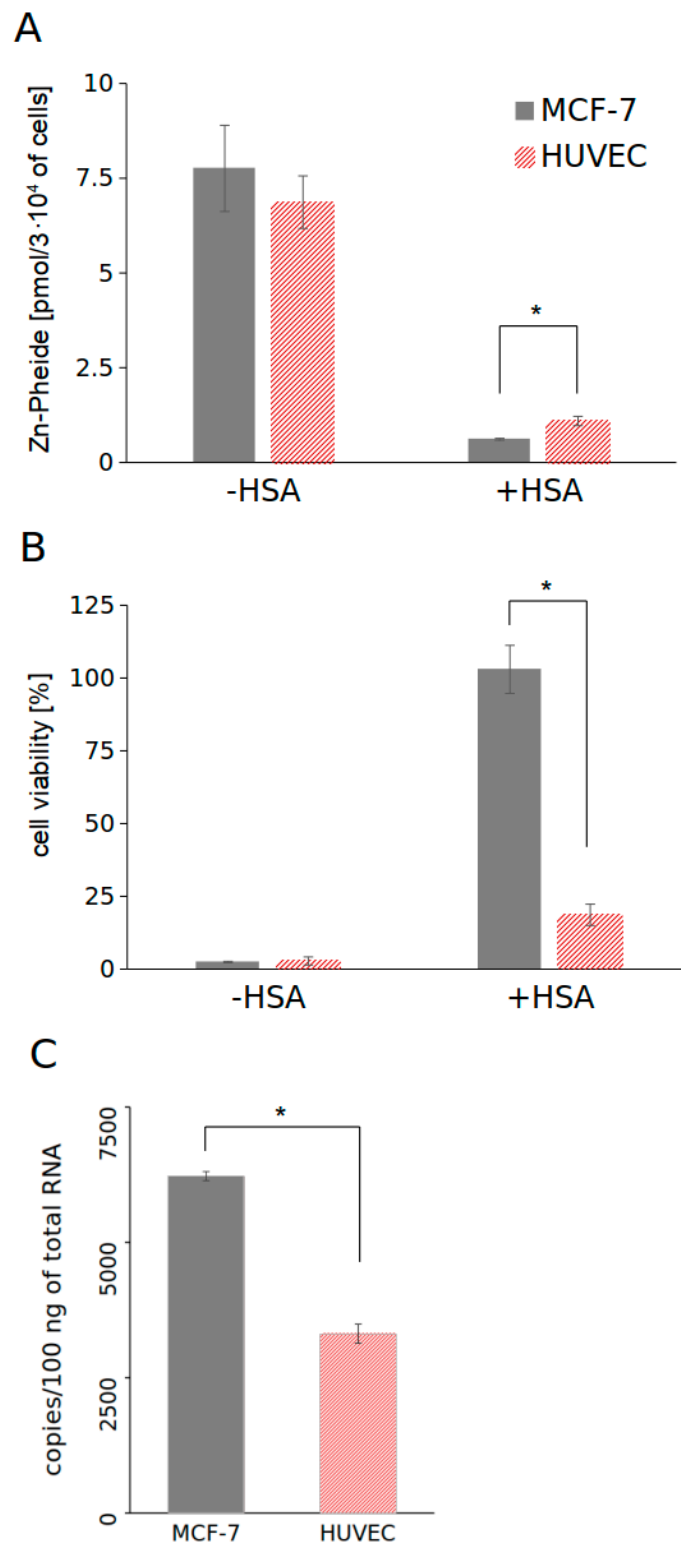 A
Zn-Pheide [pmol/3·10⁴ of cells]
10
7.5
5
2.5
0
MCF-7
HUVEC
*
-HSA
+HSA
B
cell viability [%]
125
100
75
50
25
0
*
-HSA
+HSA
C
copies/100 ng of total RNA
7500
5000
2500
0
*
MCF-7
HUVEC